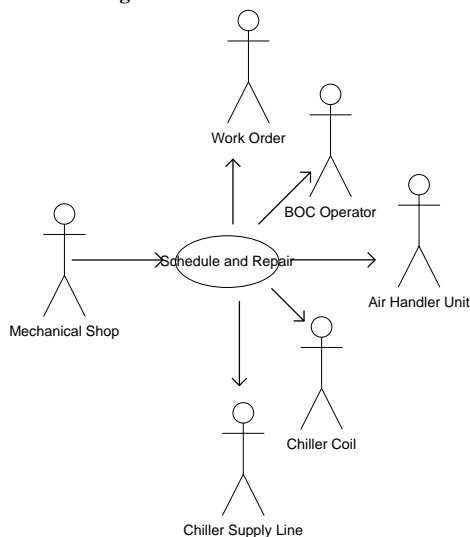 Work Order
BOC Operator
Schedule and Repair
Air Handler Unit
Mechanical Shop
Chiller Coil
Chiller Supply Line